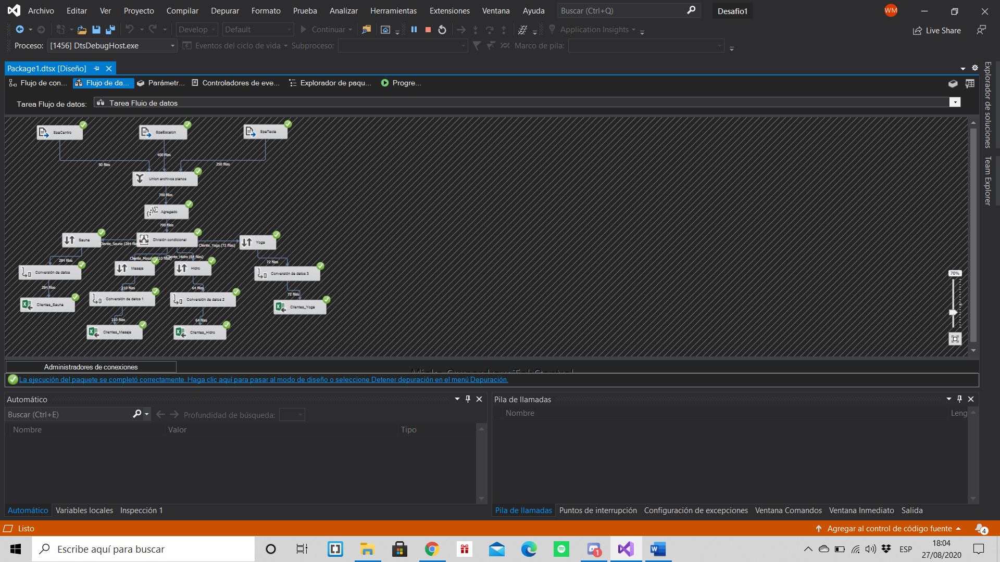 Archivo Editar Ver Proyecto Compilar Depurar Formato Prueba Analizar Herramientas Extensiones Ventana Ayuda Buscar (Ctrl+Q) Desafio1 WM
Develop Default Continuar Application Insights Live Share
Proceso: [1456] DtsDebugHost.exe Eventos del ciclo de vida Subproceso: Marco de pila:
Package1.dtsx [Diseño]
Flujo de con... Flujo de da... Parámetr... Controladores de eve... Explorador de paqu... Progre...
Tarea Flujo de datos: Tarea Flujo de datos
Explorador de soluciones
Team Explorer
SpaCentro SpaEscalon SpaTecla
400 filas
50 filas 250 filas
Union archivos planos
700 filas
Agregado
700 filas
Sauna Cliente_Sauna (284 fila División condicional Cliente_Yoga (72 filas) Yoga
Cliente_Masaje (210 filas) Cliente_Hidro (64 filas)
284 filas 72 filas
Conversión de datos Masaje Hidro Conversión de datos 3
284 filas 210 filas 64 filas 72 filas
Clientes_Sauna Conversión de datos 1 Conversión de datos 2 Clientes_Yoga
210 filas 64 filas
Clientes_Masaje Clientes_Hidro
70%
Administradores de conexiones
La ejecución del paquete se completó correctamente. Haga clic aquí para pasar al modo de diseño o seleccione Detener depuración en el menú Depuración.
Automático
Buscar (Ctrl+E) Profundidad de búsqueda:
Nombre Valor Tipo
Automático Variables locales Inspección 1
Pila de llamadas
Nombre Leng
Pila de llamadas Puntos de interrupción Configuración de excepciones Ventana Comandos Ventana Inmediato Salida
Listo Agregar al control de código fuente 4
Escribe aquí para buscar 1 ESP 18:04
27/08/2020